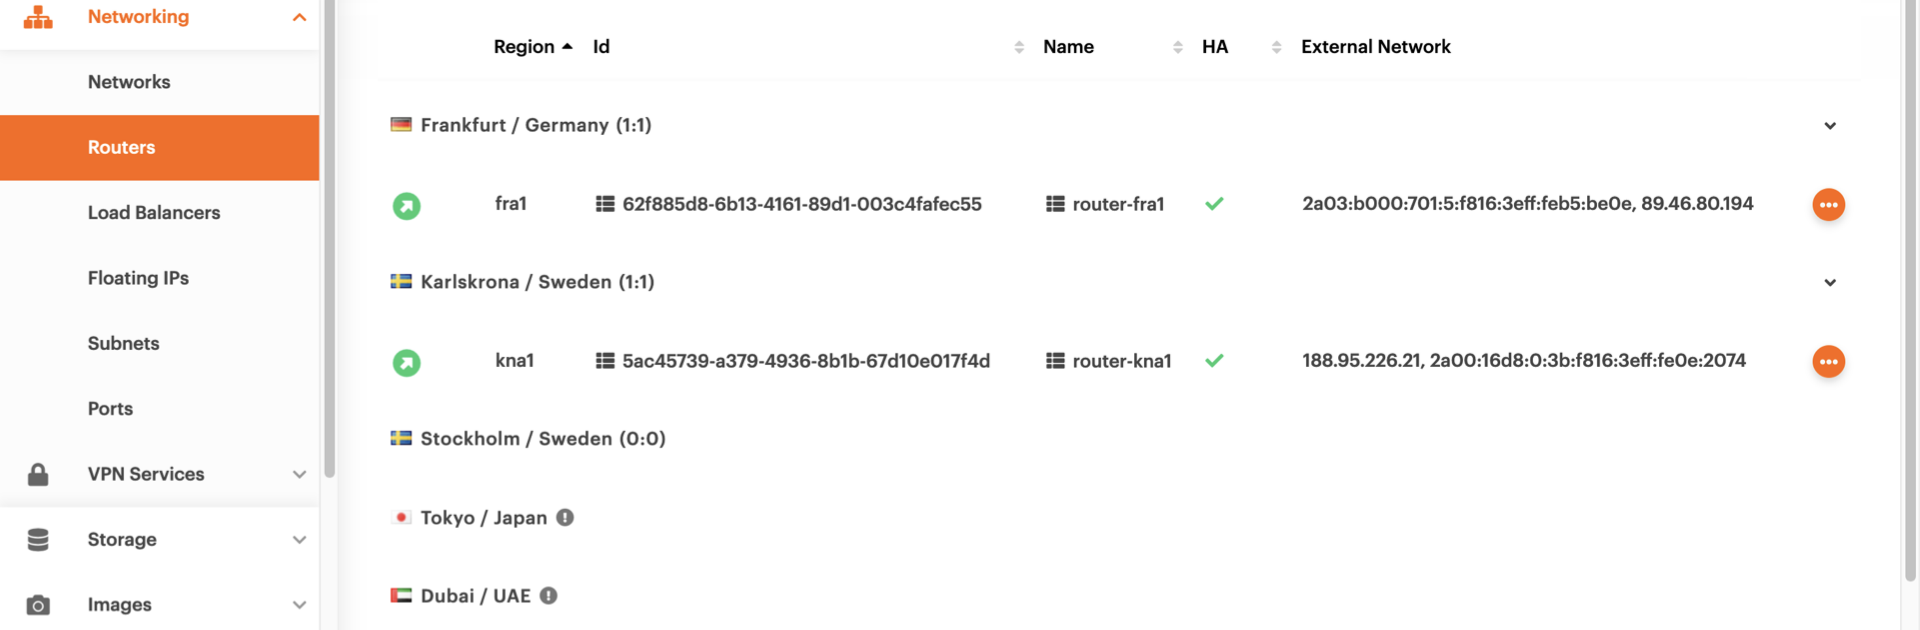 Networking
Networks
Routers
Load Balancers
Floating IPs
Subnets
Ports
VPN Services
Storage
Images
Region Id Name HA External Network
Frankfurt / Germany (1:1)
fra1 62f885d8-6b13-4161-89d1-003c4fafec55 router-fra1 2a03:b000:701:5:f816:3eff:feb5:be0e, 89.46.80.194
Karlskrona / Sweden (1:1)
kna1 5ac45739-a379-4936-8b1b-67d10e017f4d router-kna1 188.95.226.21, 2a00:16d8:0:3b:f816:3eff:fe0e:2074
Stockholm / Sweden (0:0)
Tokyo / Japan
Dubai / UAE